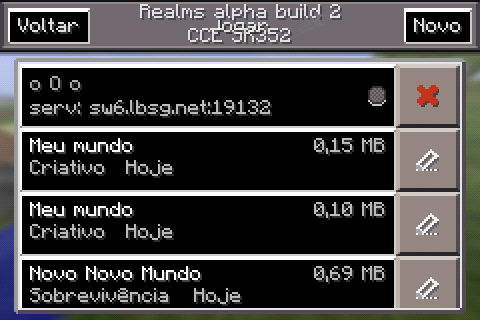 Realms alpha build 2
Voltar
jogar
Novo
CCE SK352
o O o
serv: sw6.lbsg.net:19132
Meu mundo 0,15 MB
Criativo Hoje
Meu mundo 0,10 MB
Criativo Hoje
Novo Novo Mundo 0,69 MB
Sobrevivência Hoje